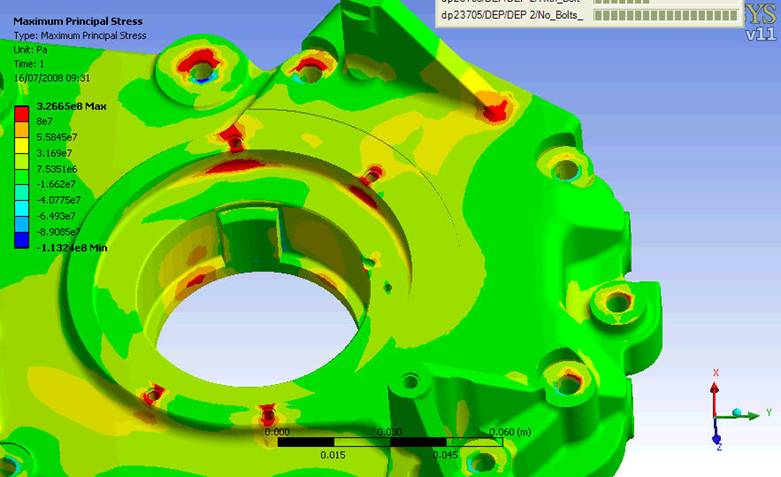 Maximum Principal Stress
Type: Maximum Principal Stress
Unit: Pa
Time: 1
16/07/2008 09:31
3.2665e8 Max
8e7
5.5845e7
3.169e7
7.5351e6
-1.662e7
-4.0775e7
-6.493e7
-8.9085e7
-1.1324e8 Min
dp23705/DEP/DEP 2/No_Bolts_
YS
v11
0.000
0.030
0.060 (m)
0.015
0.045
X
Y
Z